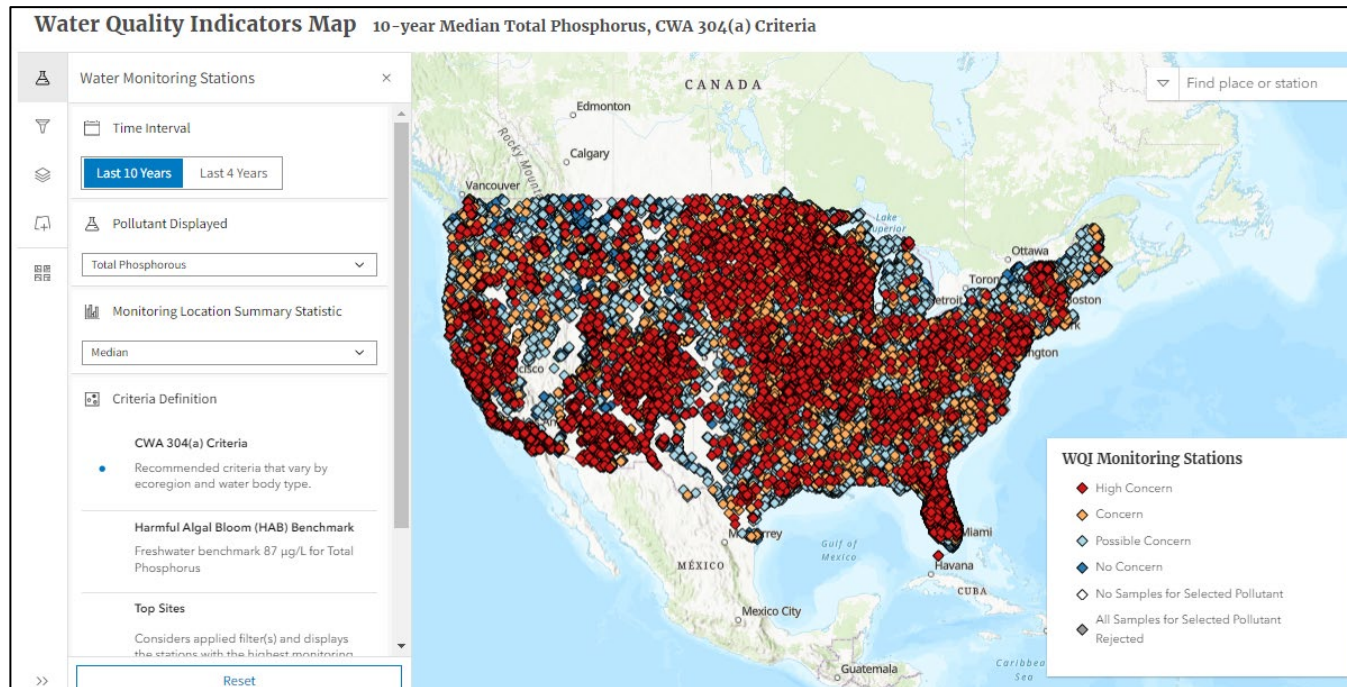 Water Quality Indicators Map 10-year Median Total Phosphorus, CWA 304(a) Criteria
Water Monitoring Stations
Time Interval
Last 10 Years Last 4 Years
Pollutant Displayed
Total Phosphorous
Monitoring Location Summary Statistic
Median
Criteria Definition
CWA 304(a) Criteria
Recommended criteria that vary by
ecoregion and water body type.
Harmful Algal Bloom (HAB) Benchmark
Freshwater benchmark 87 µg/L for Total
Phosphorus
Top Sites
Considers applied filter(s) and displays
the stations with the highest monitoring
Reset
Find place or station
CANADA
Edmonton
Calgary
Rocky
Vancouver
Lake
Superior
Ottawa
Gulf of
Mexico
Miami
Havana
CUBA
MÉXICO
Mexico City
Guatemala
Sea
WQI Monitoring Stations
High Concern
Concern
Possible Concern
No Concern
No Samples for Selected Pollutant
All Samples for Selected Pollutant
Rejected